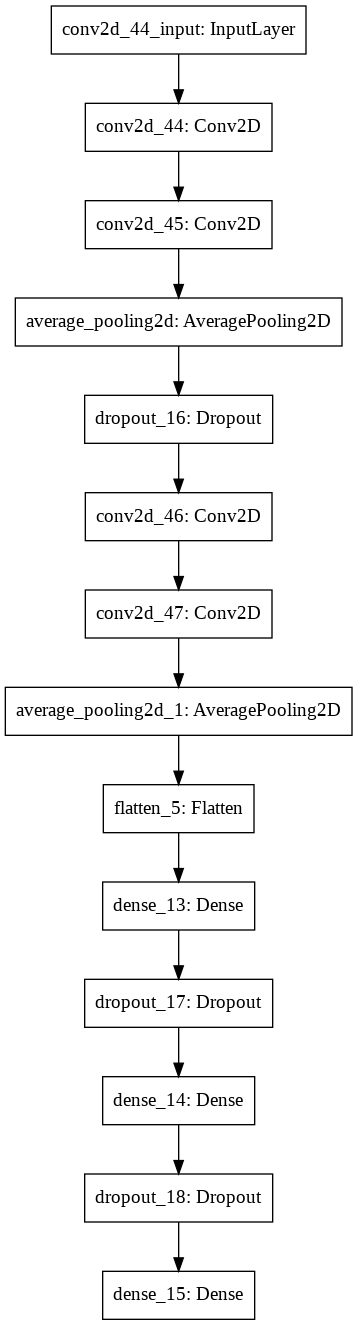 conv2d_44_input: InputLayer
conv2d_44: Conv2D
conv2d_45: Conv2D
average_pooling2d: AveragePooling2D
dropout_16: Dropout
conv2d_46: Conv2D
conv2d_47: Conv2D
average_pooling2d_1: AveragePooling2D
flatten_5: Flatten
dense_13: Dense
dropout_17: Dropout
dense_14: Dense
dropout_18: Dropout
dense_15: Dense